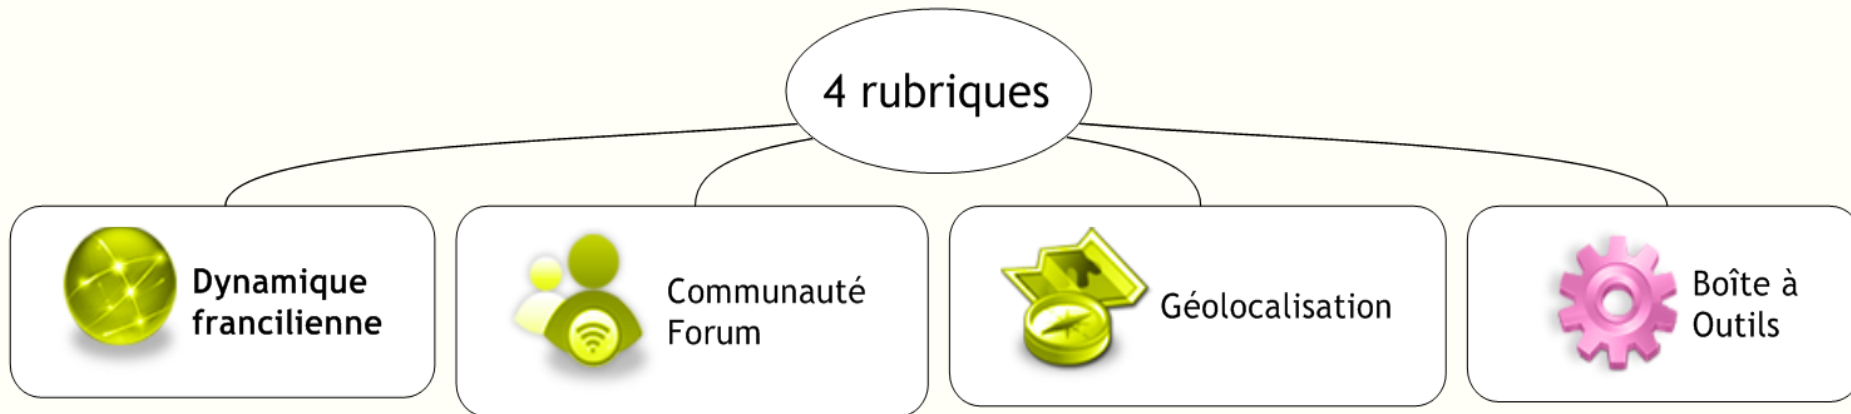 4 rubriques
Dynamique
francilienne
Communauté
Forum
Géolocalisation
Boîte à
Outils